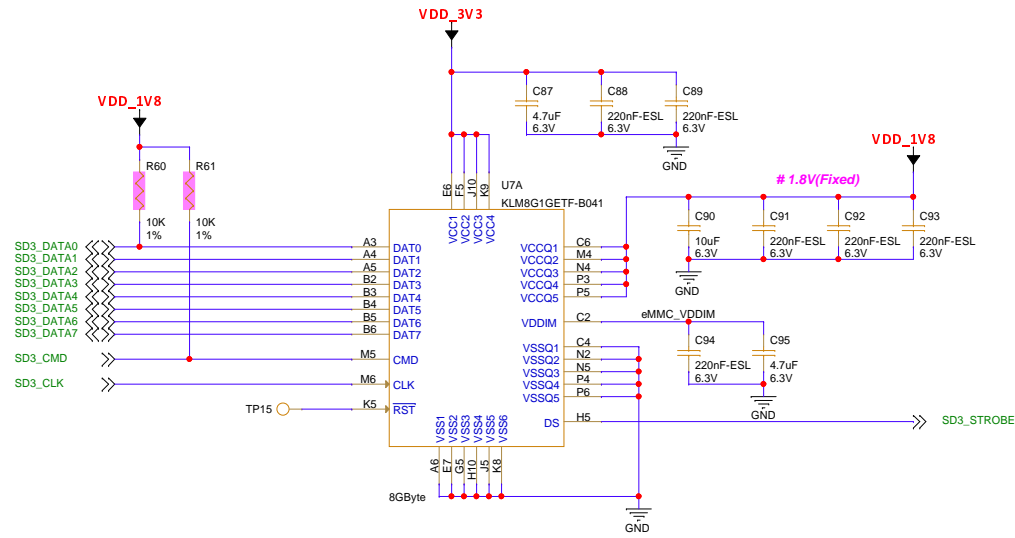 VDD_3V3
C87
4.7uF
6.3V
C88
220nF-ESL
6.3V
C89
220nF-ESL
6.3V
GND
VDD_1V8
R60
10K
1%
R61
10K
1%
VDD_1V8
# 1.8V(Fixed)
C90
10uF
6.3V
C91
220nF-ESL
6.3V
C92
220nF-ESL
6.3V
C93
220nF-ESL
6.3V
GND
U7A
KLM8G1GETF-B041
E6
F5
J10
K9
VCC1
VCC2
VCC3
VCC4
SD3_DATA0
SD3_DATA1
SD3_DATA2
SD3_DATA3
SD3_DATA4
SD3_DATA5
SD3_DATA6
SD3_DATA7
SD3_CMD
SD3_CLK
TP15
A3
A4
A5
B2
B3
B4
B5
B6
M5
M6
K5
DAT0
DAT1
DAT2
DAT3
DAT4
DAT5
DAT6
DAT7
CMD
CLK
RST
VCCQ1
VCCQ2
VCCQ3
VCCQ4
VCCQ5
VDDIM
VSSQ1
VSSQ2
VSSQ3
VSSQ4
VSSQ5
DS
C6
M4
N4
P3
P5
C2
C4
N2
N5
P4
P6
H5
eMMC_VDDIM
C94
220nF-ESL
6.3V
C95
4.7uF
6.3V
GND
SD3_STROBE
VSS1
VSS2
VSS3
VSS4
VSS5
VSS6
A6
E7
G5
H10
J5
K8
8GByte
GND